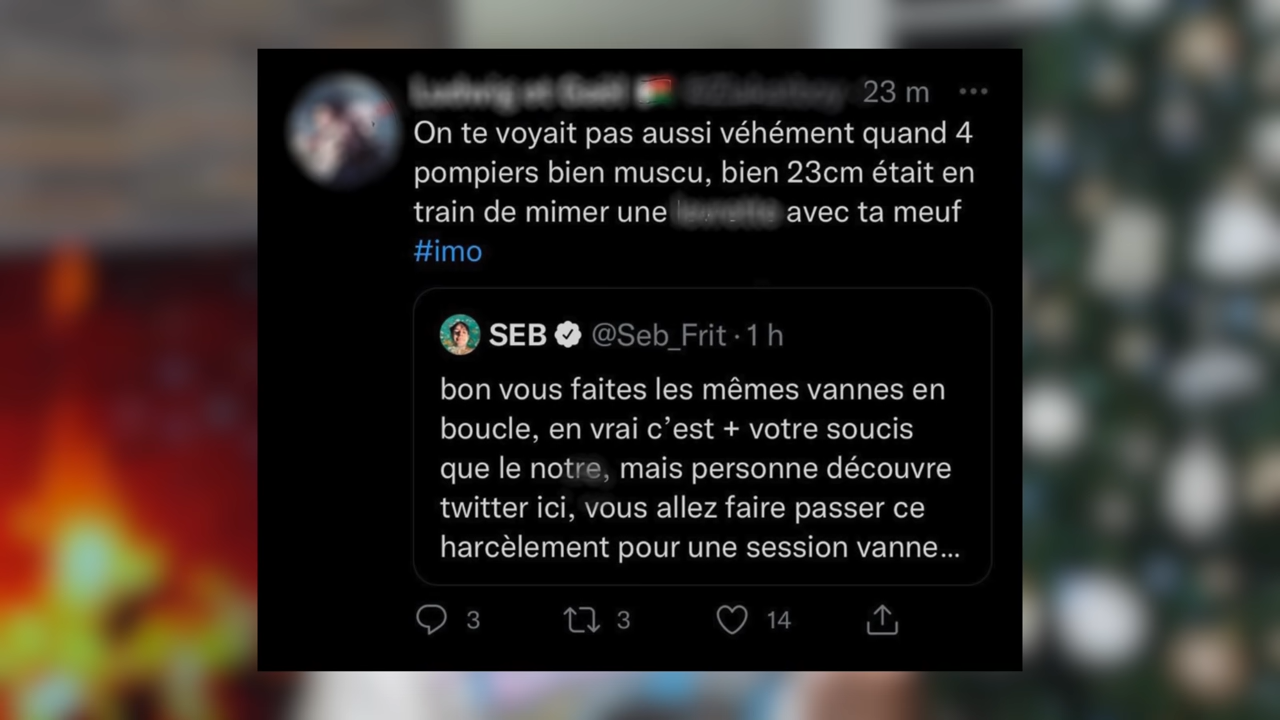 23 m
On te voyait pas aussi véhément quand 4
pompiers bien muscu, bien 23cm était en
train de mimer une avec ta meuf
#imo
SEB @Seb_Frit · 1 h
bon vous faites les mêmes vannes en
boucle, en vrai c’est + votre soucis
que le notre, mais personne découvre
twitter ici, vous allez faire passer ce
harcèlement pour une session vanne...
3 3 14